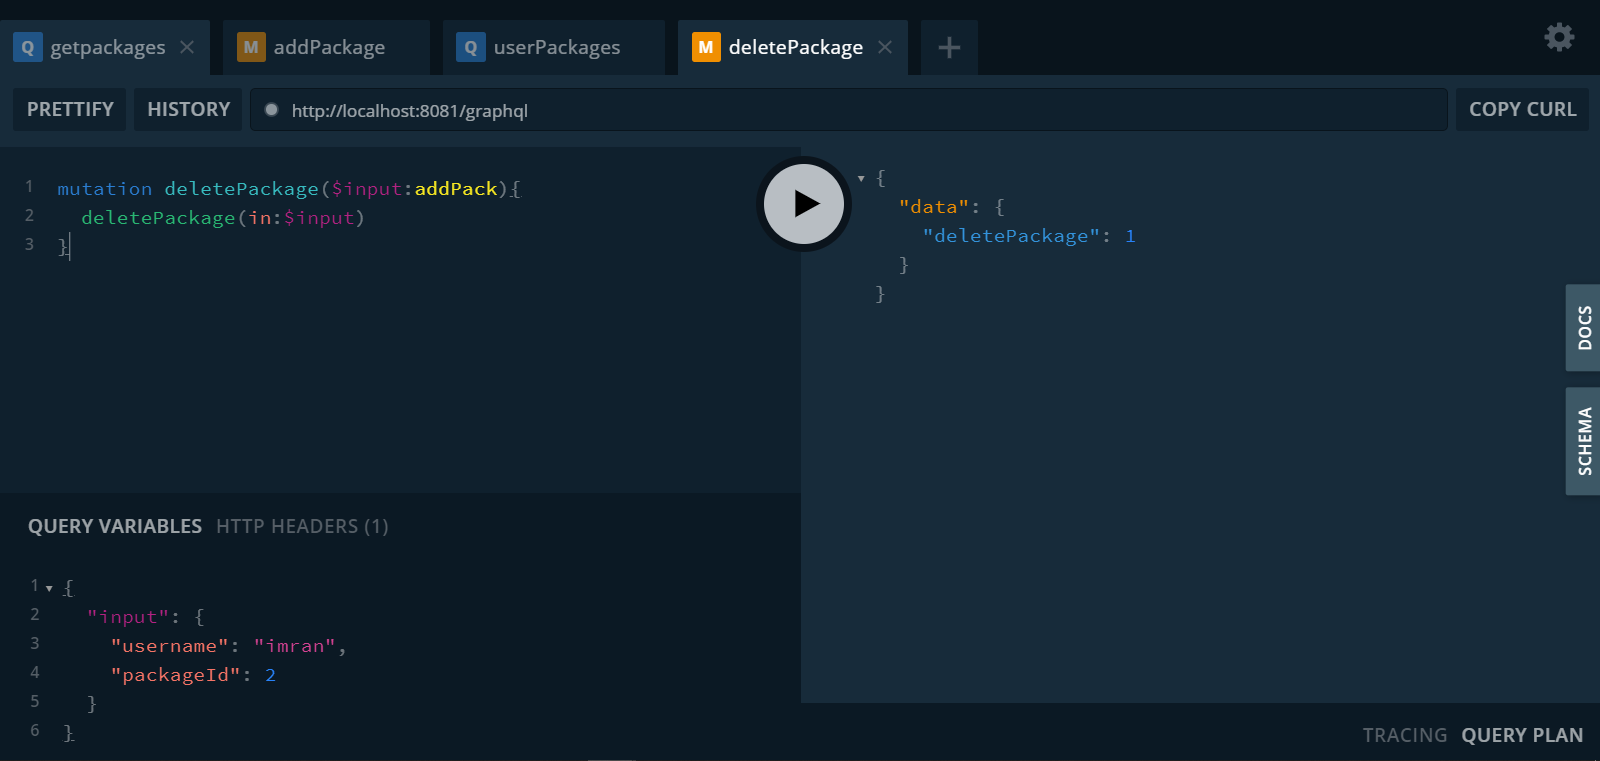 Q getpackages M addPackage Q userPackages M deletePackage
PRETTIFY HISTORY http://localhost:8081/graphql COPY CURL
1 mutation deletePackage($input:addPack){
2 deletePackage(in:$input)
3 }
{
"data": {
"deletePackage": 1
}
}
DOCS
SCHEMA
QUERY VARIABLES HTTP HEADERS (1)
1 {
2 "input": {
3 "username": "imran",
4 "packageId": 2
5 }
6 }
TRACING QUERY PLAN